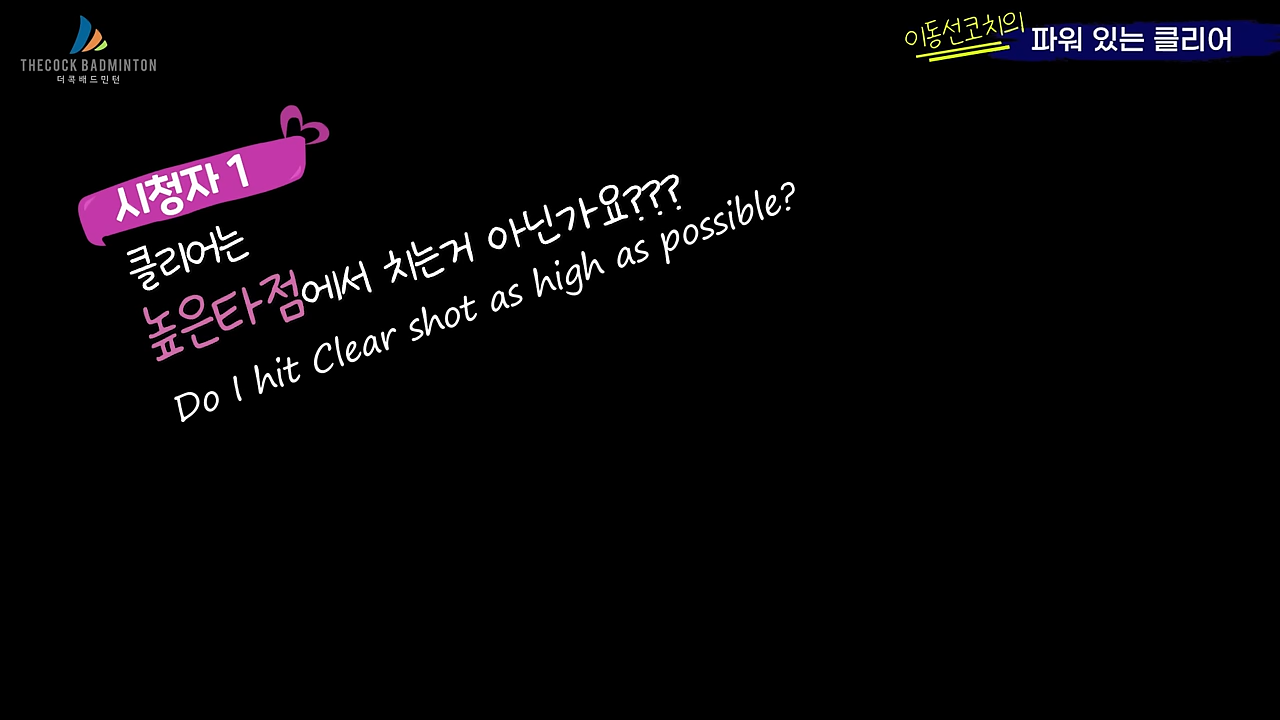 THECOCK BADMINTON
더콕배드민턴
이동선코치의 파워 있는 클리어
시청자 1
클리어는
높은타점에서 치는거 아닌가요???
Do I hit Clear shot as high as possible?